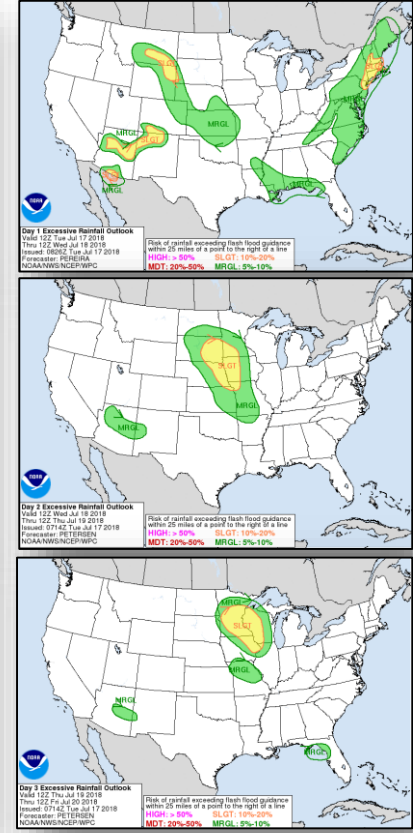 SLGT
MRGL
MRGL
SLGT
MRGL
MRGL
MRGL
noaa
Day 1 Excessive Rainfall Outlook
Valid 12Z Tue Jul 17 2018
Thru 12Z Wed Jul 18 2018
Issued: 0826Z Tue Jul 17 2018
Forecaster: PEREIRA
NOAA/NWS/NCEP/WPC
Risk of rainfall exceeding flash flood guidance
within 25 miles of a point to the right of a line
HIGH: > 50% SLGT: 10%-20%
MDT: 20%-50% MRGL: 5%-10%
SLGT
MRGL
MRGL
noaa
Day 2 Excessive Rainfall Outlook
Valid 12Z Wed Jul 18 2018
Thru 12Z Thu Jul 19 2018
Issued: 0714Z Tue Jul 17 2018
Forecaster: PETERSEN
NOAA/NWS/NCEP/WPC
Risk of rainfall exceeding flash flood guidance
within 25 miles of a point to the right of a line
HIGH: > 50% SLGT: 10%-20%
MDT: 20%-50% MRGL: 5%-10%
MRGL
SLGT
MRGL
MRGL
MRGL
noaa
Day 3 Excessive Rainfall Outlook
Valid 12Z Thu Jul 19 2018
Thru 12Z Fri Jul 20 2018
Issued: 0714Z Tue Jul 17 2018
Forecaster: PETERSEN
NOAA/NWS/NCEP/WPC
Risk of rainfall exceeding flash flood guidance
within 25 miles of a point to the right of a line
HIGH: > 50% SLGT: 10%-20%
MDT: 20%-50% MRGL: 5%-10%